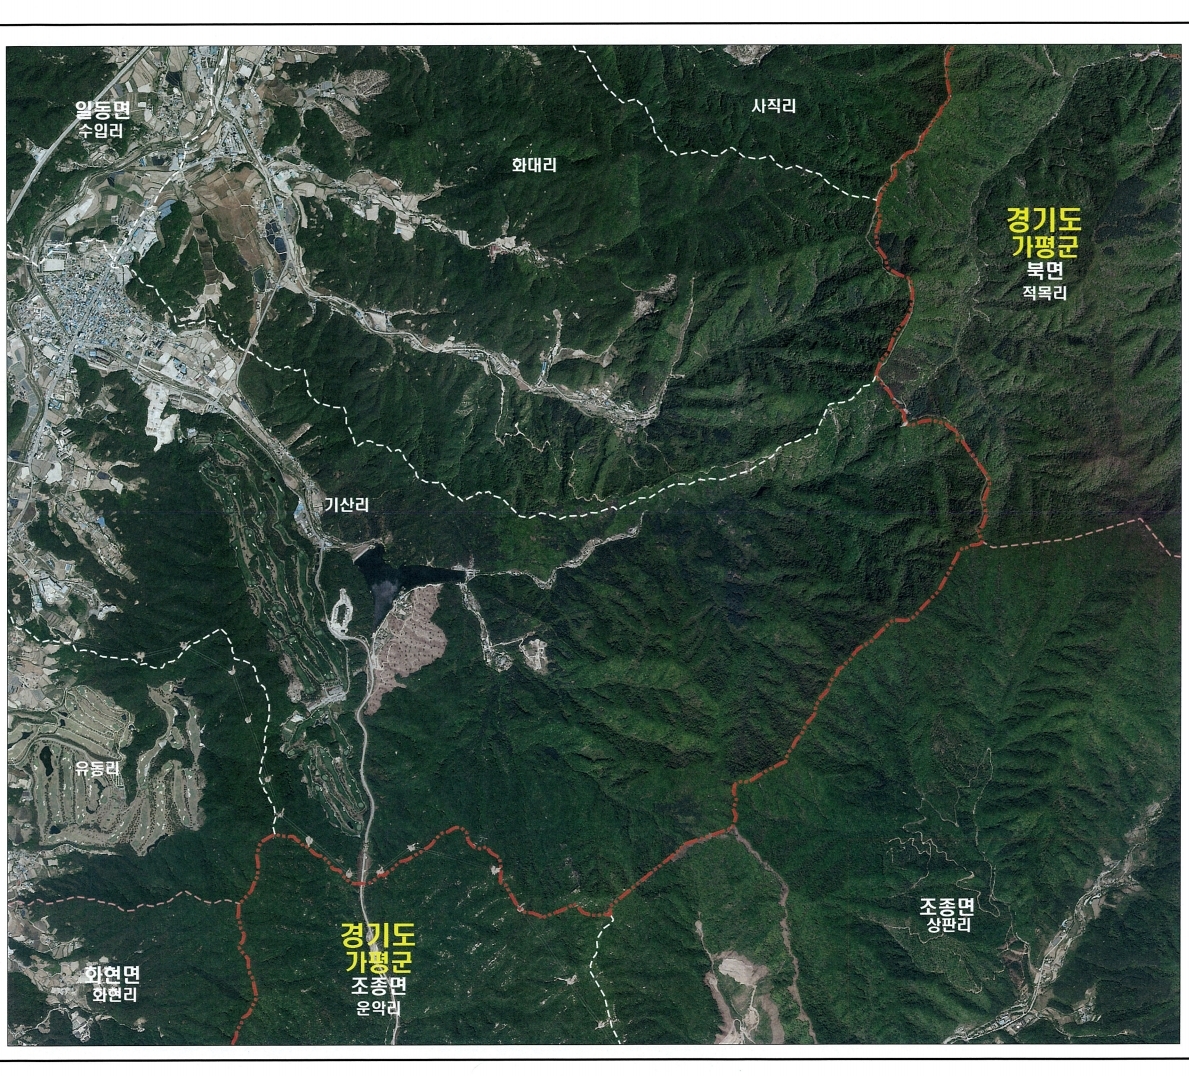 일동면
수입리
사직리
화대리
경기도
가평군
북면
적목리
기산리
유동리
조종면
상판리
경기도
가평군
조종면
운악리
화현면
화현리